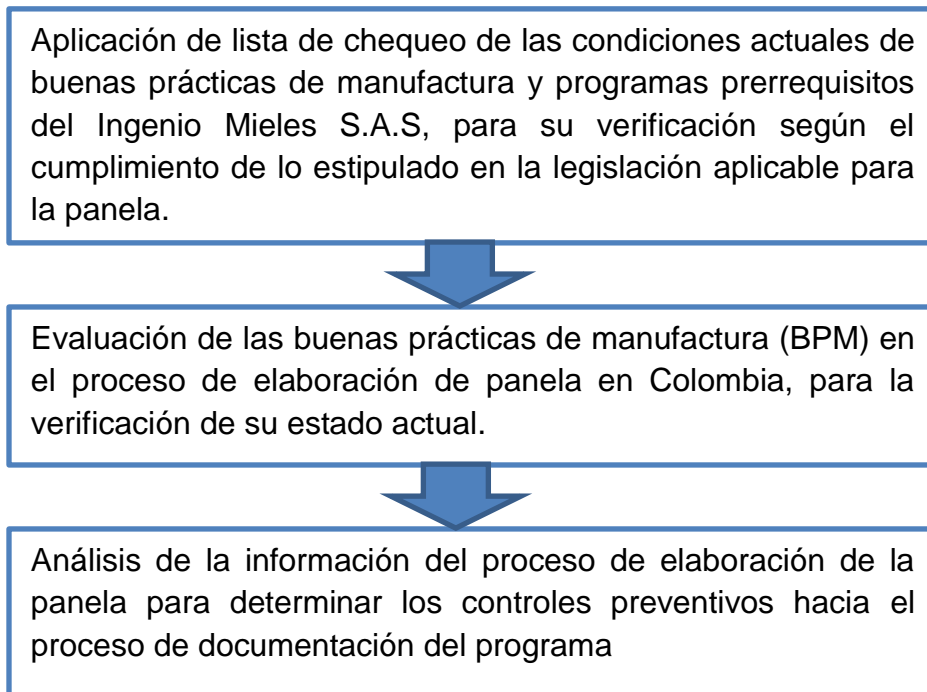 Aplicación de lista de chequeo de las condiciones actuales de
buenas prácticas de manufactura y programas prerrequisitos
del Ingenio Mieles S.A.S, para su verificación según el
cumplimiento de lo estipulado en la legislación aplicable para
la panela.
Evaluación de las buenas prácticas de manufactura (BPM) en
el proceso de elaboración de panela en Colombia, para la
verificación de su estado actual.
Análisis de la información del proceso de elaboración de la
panela para determinar los controles preventivos hacia el
proceso de documentación del programa